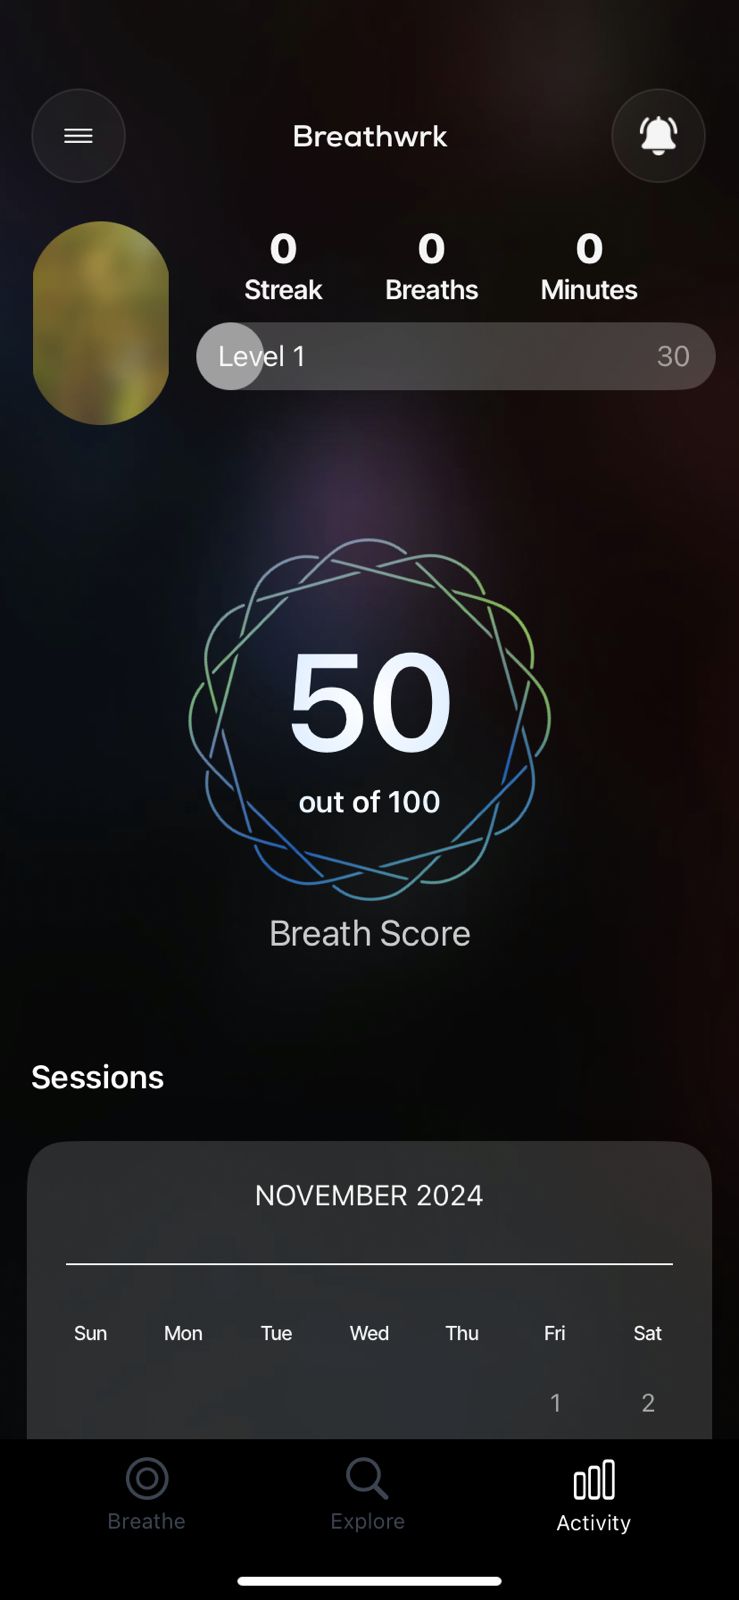 Breathwrk
0 0 0
Streak Breaths Minutes
Level 1 30
50
out of 100
Breath Score
Sessions
NOVEMBER 2024
Sun Mon Tue Wed Thu Fri Sat
1 2
Breathe Explore Activity